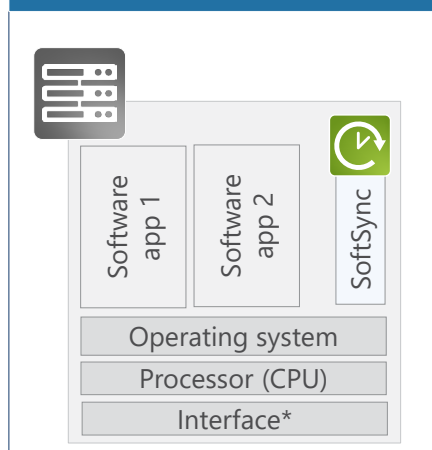 Software
app 1
Software
app 2
SoftSync
Operating system
Processor (CPU)
Interface*